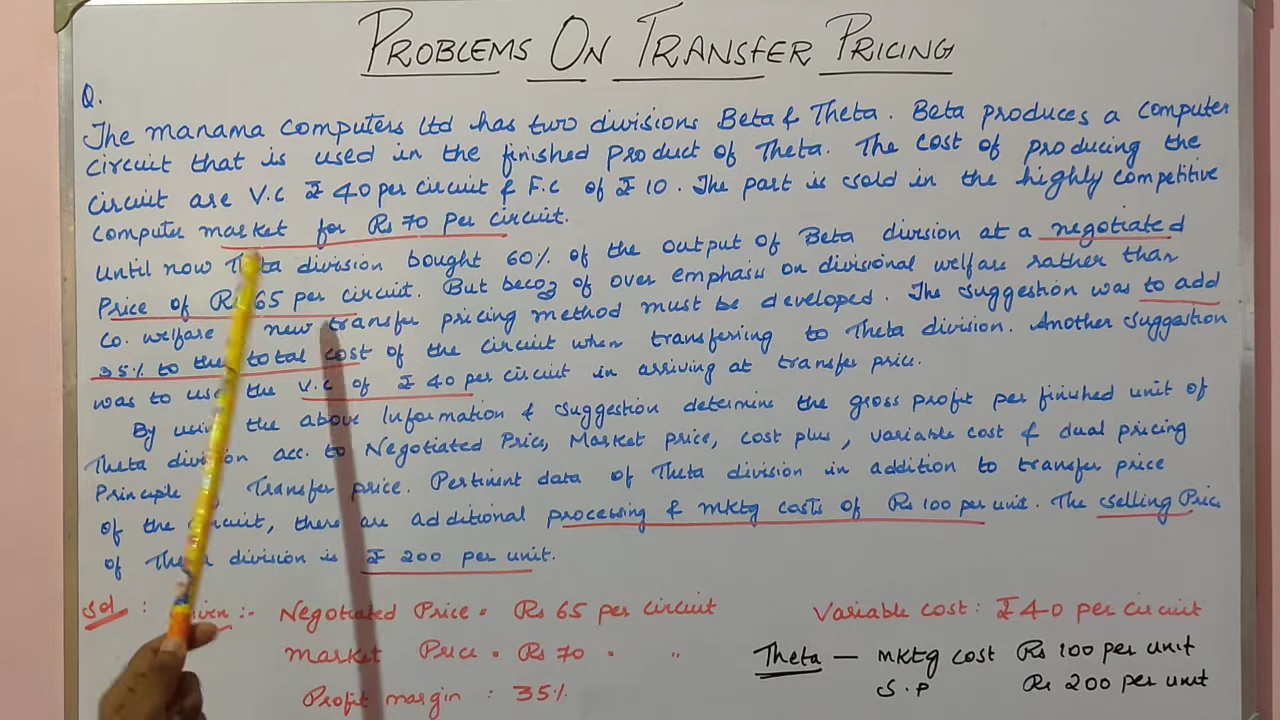 PROBLEMS ON TRANSFER PRICING
Q.
The manama computers Ltd has two divisions Beta & Theta. Beta produces a computer
circuit that is used in the finished product of Theta. The cost of producing the
circuit are V.C ₹ 40 per circuit & F.C of ₹ 10. The part is sold in the highly competitive
computer market for Rs 70 per circuit.
Until now Theta division bought 60% of the output of Beta division at a negotiated
Price of Rs 65 per circuit. But becoz of over emphasis on divisional welfare rather than
co. welfare new transfer pricing method must be developed. The suggestion was to add
35% to the total cost of the circuit when transferring to Theta division. Another suggestion
was to use the V.C of ₹ 40 per circuit in arriving at transfer price.
By using the above Information & suggestion determine the gross profit per finished unit of
Theta division acc. to Negotiated Price, Market price, cost plus, variable cost & dual pricing
Principle Transfer price. Pertinent data of Theta division in addition to transfer price
of the circuit, there are additional processing & mktg costs of Rs 100 per unit. The selling Price
of Theta division is ₹ 200 per unit.
Sol : Given :- Negotiated Price = Rs 65 per circuit Variable cost : ₹ 40 per circuit
Market Price = Rs 70 " " Theta — mktg cost Rs 100 per unit
Profit margin : 35% S.P Rs 200 per unit